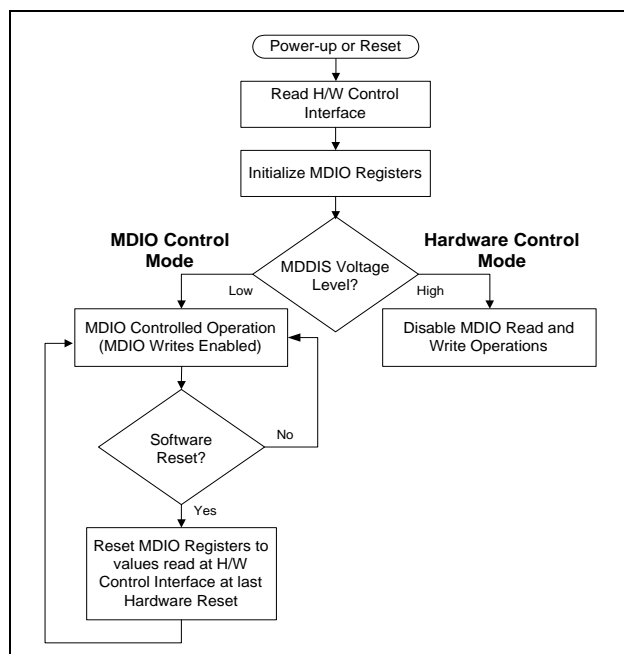 Power-up or Reset
Read H/W Control
Interface
Initialize MDIO Registers
MDIO Control
Mode
Hardware Control
Mode
MDDIS Voltage
Level?
Low
High
MDIO Controlled Operation
(MDIO Writes Enabled)
Disable MDIO Read and
Write Operations
Software
Reset?
No
Yes
Reset MDIO Registers to
values read at H/W
Control Interface at last
Hardware Reset